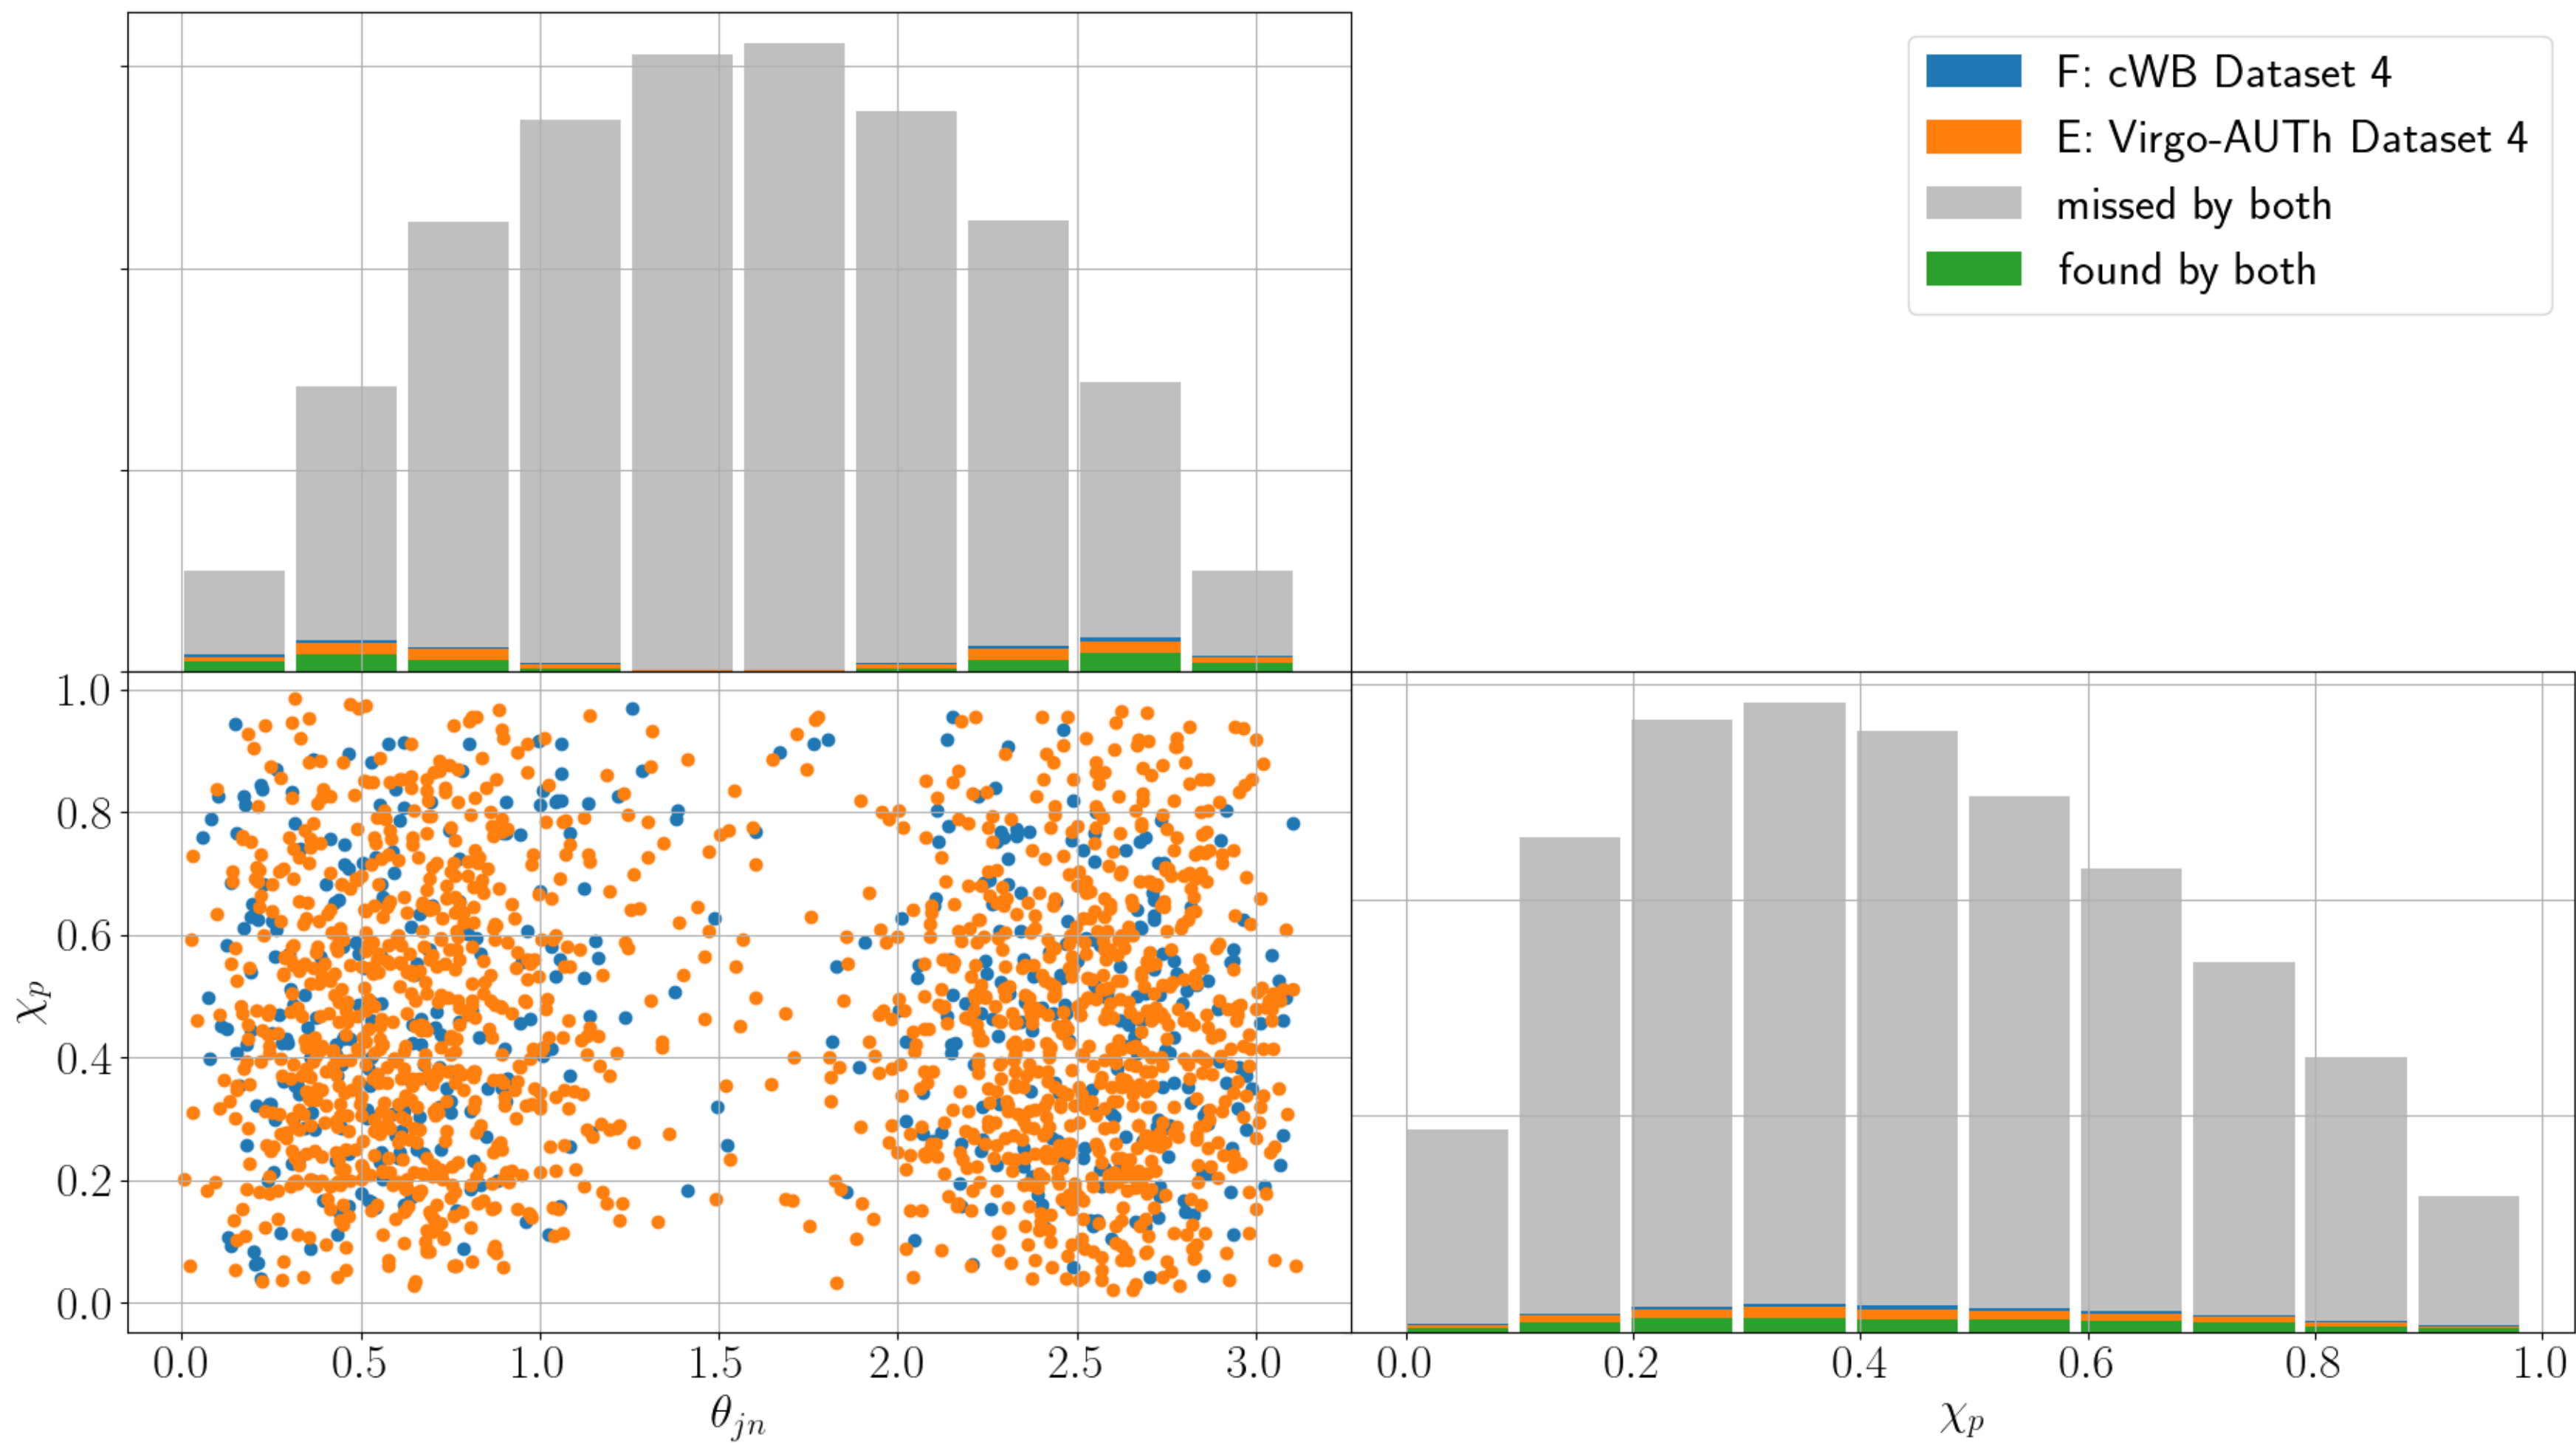 F: cWB Dataset 4
E: Virgo-AUTh Dataset 4
missed by both
found by both
1.0
0.8
0.6
0.4
0.2
0.0
χp
0.0 0.5 1.0 1.5 2.0 2.5 3.0
θjn
0.0 0.2 0.4 0.6 0.8 1.0
χp